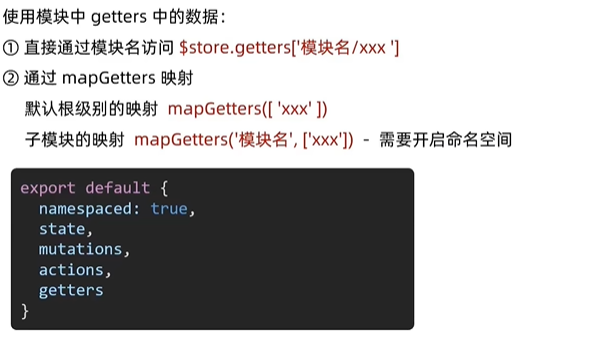 使用模块中 getters 中的数据：
① 直接通过模块名访问 $store.getters['模块名/xxx ']
② 通过 mapGetters 映射
默认根级别的映射 mapGetters([ 'xxx' ])
子模块的映射 mapGetters('模块名', ['xxx']) - 需要开启命名空间
export default {
  namespaced: true,
  state,
  mutations,
  actions,
  getters
}